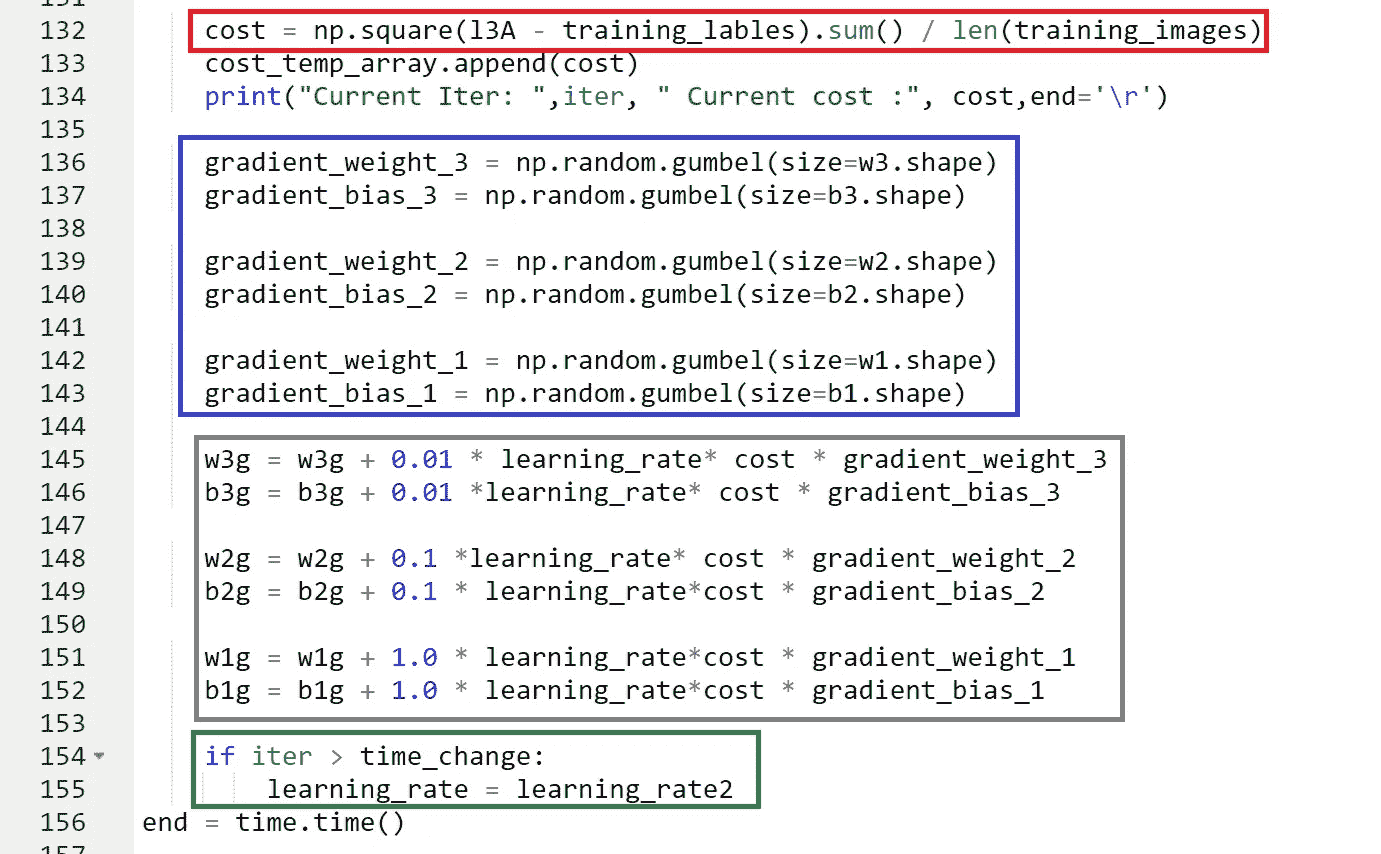 132 cost = np.square(l3A - training_lables).sum() / len(training_images)
133 cost_temp_array.append(cost)
134 print("Current Iter: ",iter, " Current cost :", cost,end='\r')
135
136 gradient_weight_3 = np.random.gumbel(size=w3.shape)
137 gradient_bias_3 = np.random.gumbel(size=b3.shape)
138
139 gradient_weight_2 = np.random.gumbel(size=w2.shape)
140 gradient_bias_2 = np.random.gumbel(size=b2.shape)
141
142 gradient_weight_1 = np.random.gumbel(size=w1.shape)
143 gradient_bias_1 = np.random.gumbel(size=b1.shape)
144
145 w3g = w3g + 0.01 * learning_rate* cost * gradient_weight_3
146 b3g = b3g + 0.01 *learning_rate* cost * gradient_bias_3
147
148 w2g = w2g + 0.1 *learning_rate* cost * gradient_weight_2
149 b2g = b2g + 0.1 * learning_rate*cost * gradient_bias_2
150
151 w1g = w1g + 1.0 * learning_rate*cost * gradient_weight_1
152 b1g = b1g + 1.0 * learning_rate*cost * gradient_bias_1
153
154 if iter > time_change:
155 learning_rate = learning_rate2
156 end = time.time()